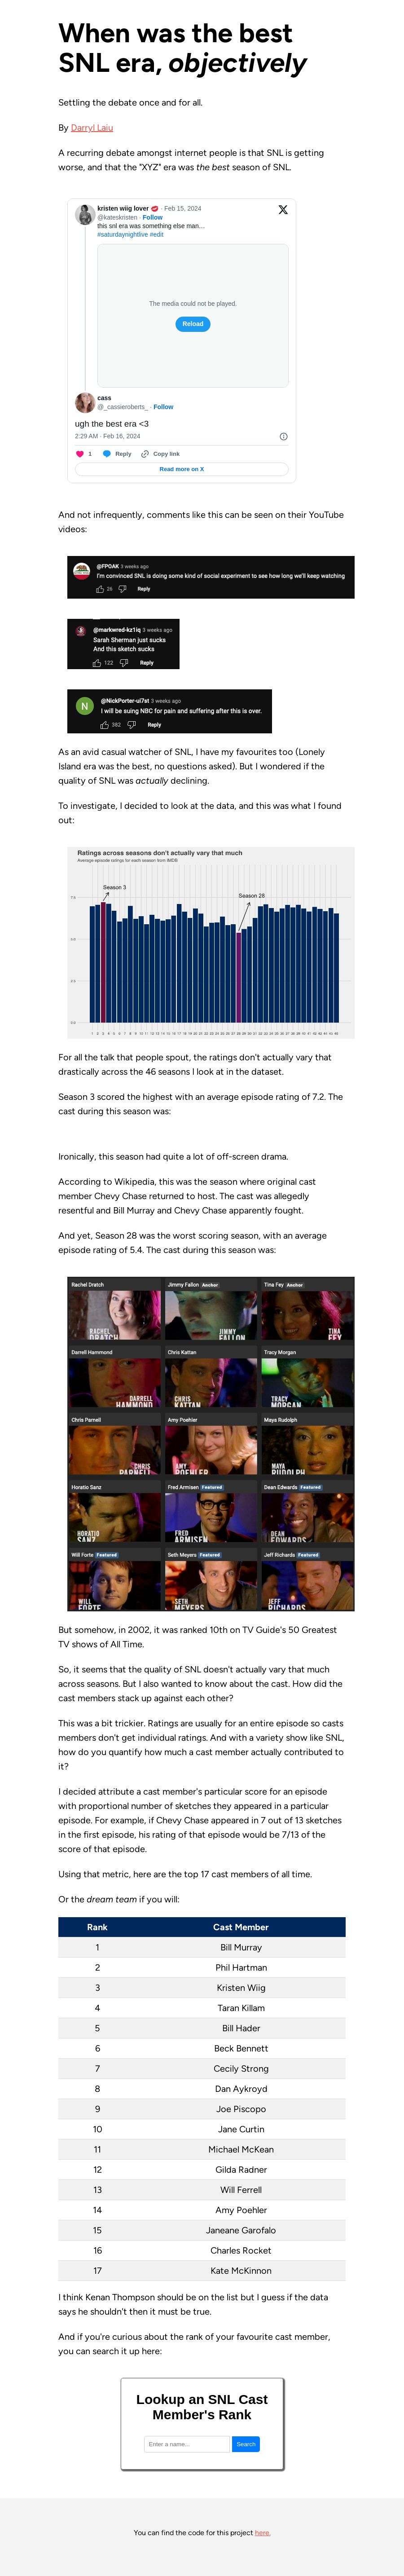 When was the best
SNL era, objectively
Settling the debate once and for all.
By Darryl Laiu
A recurring debate amongst internet people is that SNL is getting
worse, and that the "XYZ" era was the best season of SNL.
kristen wiig lover 💋 · Feb 15, 2024
@kateskristen · Follow
this snl era was something else man…
#saturdaynightlive #edit
The media could not be played.
Reload
cass
@_cassieroberts_ · Follow
ugh the best era <3
2:29 AM · Feb 16, 2024
1 Reply Copy link
Read more on X
And not infrequently, comments like this can be seen on their YouTube
videos:
@FPOAK 3 weeks ago
I'm convinced SNL is doing some kind of social experiment to see how long we'll keep watching
26 Reply
@markwred-kz1iq 3 weeks ago
Sarah Sherman just sucks
And this sketch sucks
122 Reply
N
@NickPorter-ul7st 3 weeks ago
I will be suing NBC for pain and suffering after this is over.
382 Reply
As an avid casual watcher of SNL, I have my favourites too (Lonely
Island era was the best, no questions asked). But I wondered if the
quality of SNL was actually declining.
To investigate, I decided to look at the data, and this was what I found
out:
Ratings across seasons don't actually vary that much
Average episode ratings for each season from IMDB
Season 3
Season 28
7.5
5.0
2.5
0.0
1 2 3 4 5 6 7 8 9 10 11 12 13 14 15 16 17 18 19 20 21 22 23 24 25 26 27 28 29 30 31 32 33 34 35 36 37 38 39 40 41 42 43 44 45 46
For all the talk that people spout, the ratings don't actually vary that
drastically across the 46 seasons I look at in the dataset.
Season 3 scored the highest with an average episode rating of 7.2. The
cast during this season was:
Ironically, this season had quite a lot of off-screen drama.
According to Wikipedia, this was the season where original cast
member Chevy Chase returned to host. The cast was allegedly
resentful and Bill Murray and Chevy Chase apparently fought.
And yet, Season 28 was the worst scoring season, with an average
episode rating of 5.4. The cast during this season was:
Rachel Dratch
Jimmy Fallon Anchor
Tina Fey Anchor
RACHEL DRATCH
JIMMY FALLON
TINA FEY
Darrell Hammond
Chris Kattan
Tracy Morgan
DARRELL HAMMOND
CHRIS KATTAN
TRACY MORGAN
Chris Parnell
Amy Poehler
Maya Rudolph
CHRIS PARNELL
AMY POEHLER
MAYA RUDOLPH
Horatio Sanz
Fred Armisen Featured
Dean Edwards Featured
HORATIO SANZ
FRED ARMISEN
DEAN EDWARDS
Will Forte Featured
Seth Meyers Featured
Jeff Richards Featured
WILL FORTE
SETH MEYERS
JEFF RICHARDS
But somehow, in 2002, it was ranked 10th on TV Guide's 50 Greatest
TV shows of All Time.
So, it seems that the quality of SNL doesn't actually vary that much
across seasons. But I also wanted to know about the cast. How did the
cast members stack up against each other?
This was a bit trickier. Ratings are usually for an entire episode so casts
members don't get individual ratings. And with a variety show like SNL,
how do you quantify how much a cast member actually contributed to
it?
I decided attribute a cast member's particular score for an episode
with proportional number of sketches they appeared in a particular
episode. For example, if Chevy Chase appeared in 7 out of 13 sketches
in the first episode, his rating of that episode would be 7/13 of the
score of that episode.
Using that metric, here are the top 17 cast members of all time.
Or the dream team if you will:
Rank Cast Member
1 Bill Murray
2 Phil Hartman
3 Kristen Wiig
4 Taran Killam
5 Bill Hader
6 Beck Bennett
7 Cecily Strong
8 Dan Aykroyd
9 Joe Piscopo
10 Jane Curtin
11 Michael McKean
12 Gilda Radner
13 Will Ferrell
14 Amy Poehler
15 Janeane Garofalo
16 Charles Rocket
17 Kate McKinnon
I think Kenan Thompson should be on the list but I guess if the data
says he shouldn't then it must be true.
And if you're curious about the rank of your favourite cast member,
you can search it up here:
Lookup an SNL Cast
Member's Rank
Enter a name... Search
You can find the code for this project here.